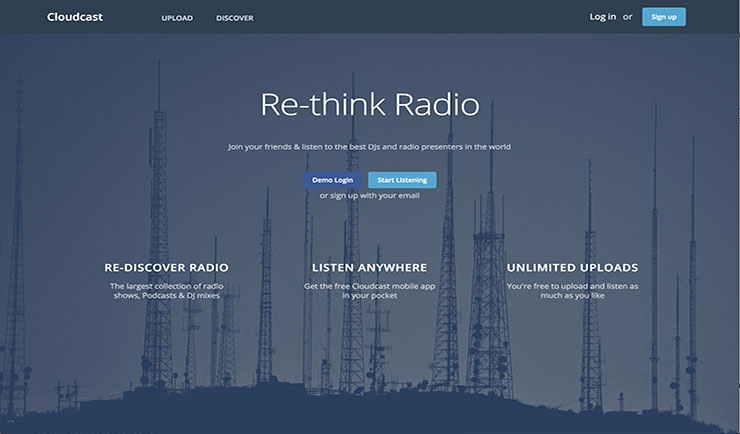 Cloudcast UPLOAD DISCOVER Log in or Sign up
Re-think Radio
Join your friends & listen to the best DJs and radio presenters in the world
Demo Login Start Listening
or sign up with your email
RE-DISCOVER RADIO
The largest collection of radio
shows, Podcasts & DJ mixes
LISTEN ANYWHERE
Get the free Cloudcast mobile app
in your pocket
UNLIMITED UPLOADS
You're free to upload and listen as
much as you like